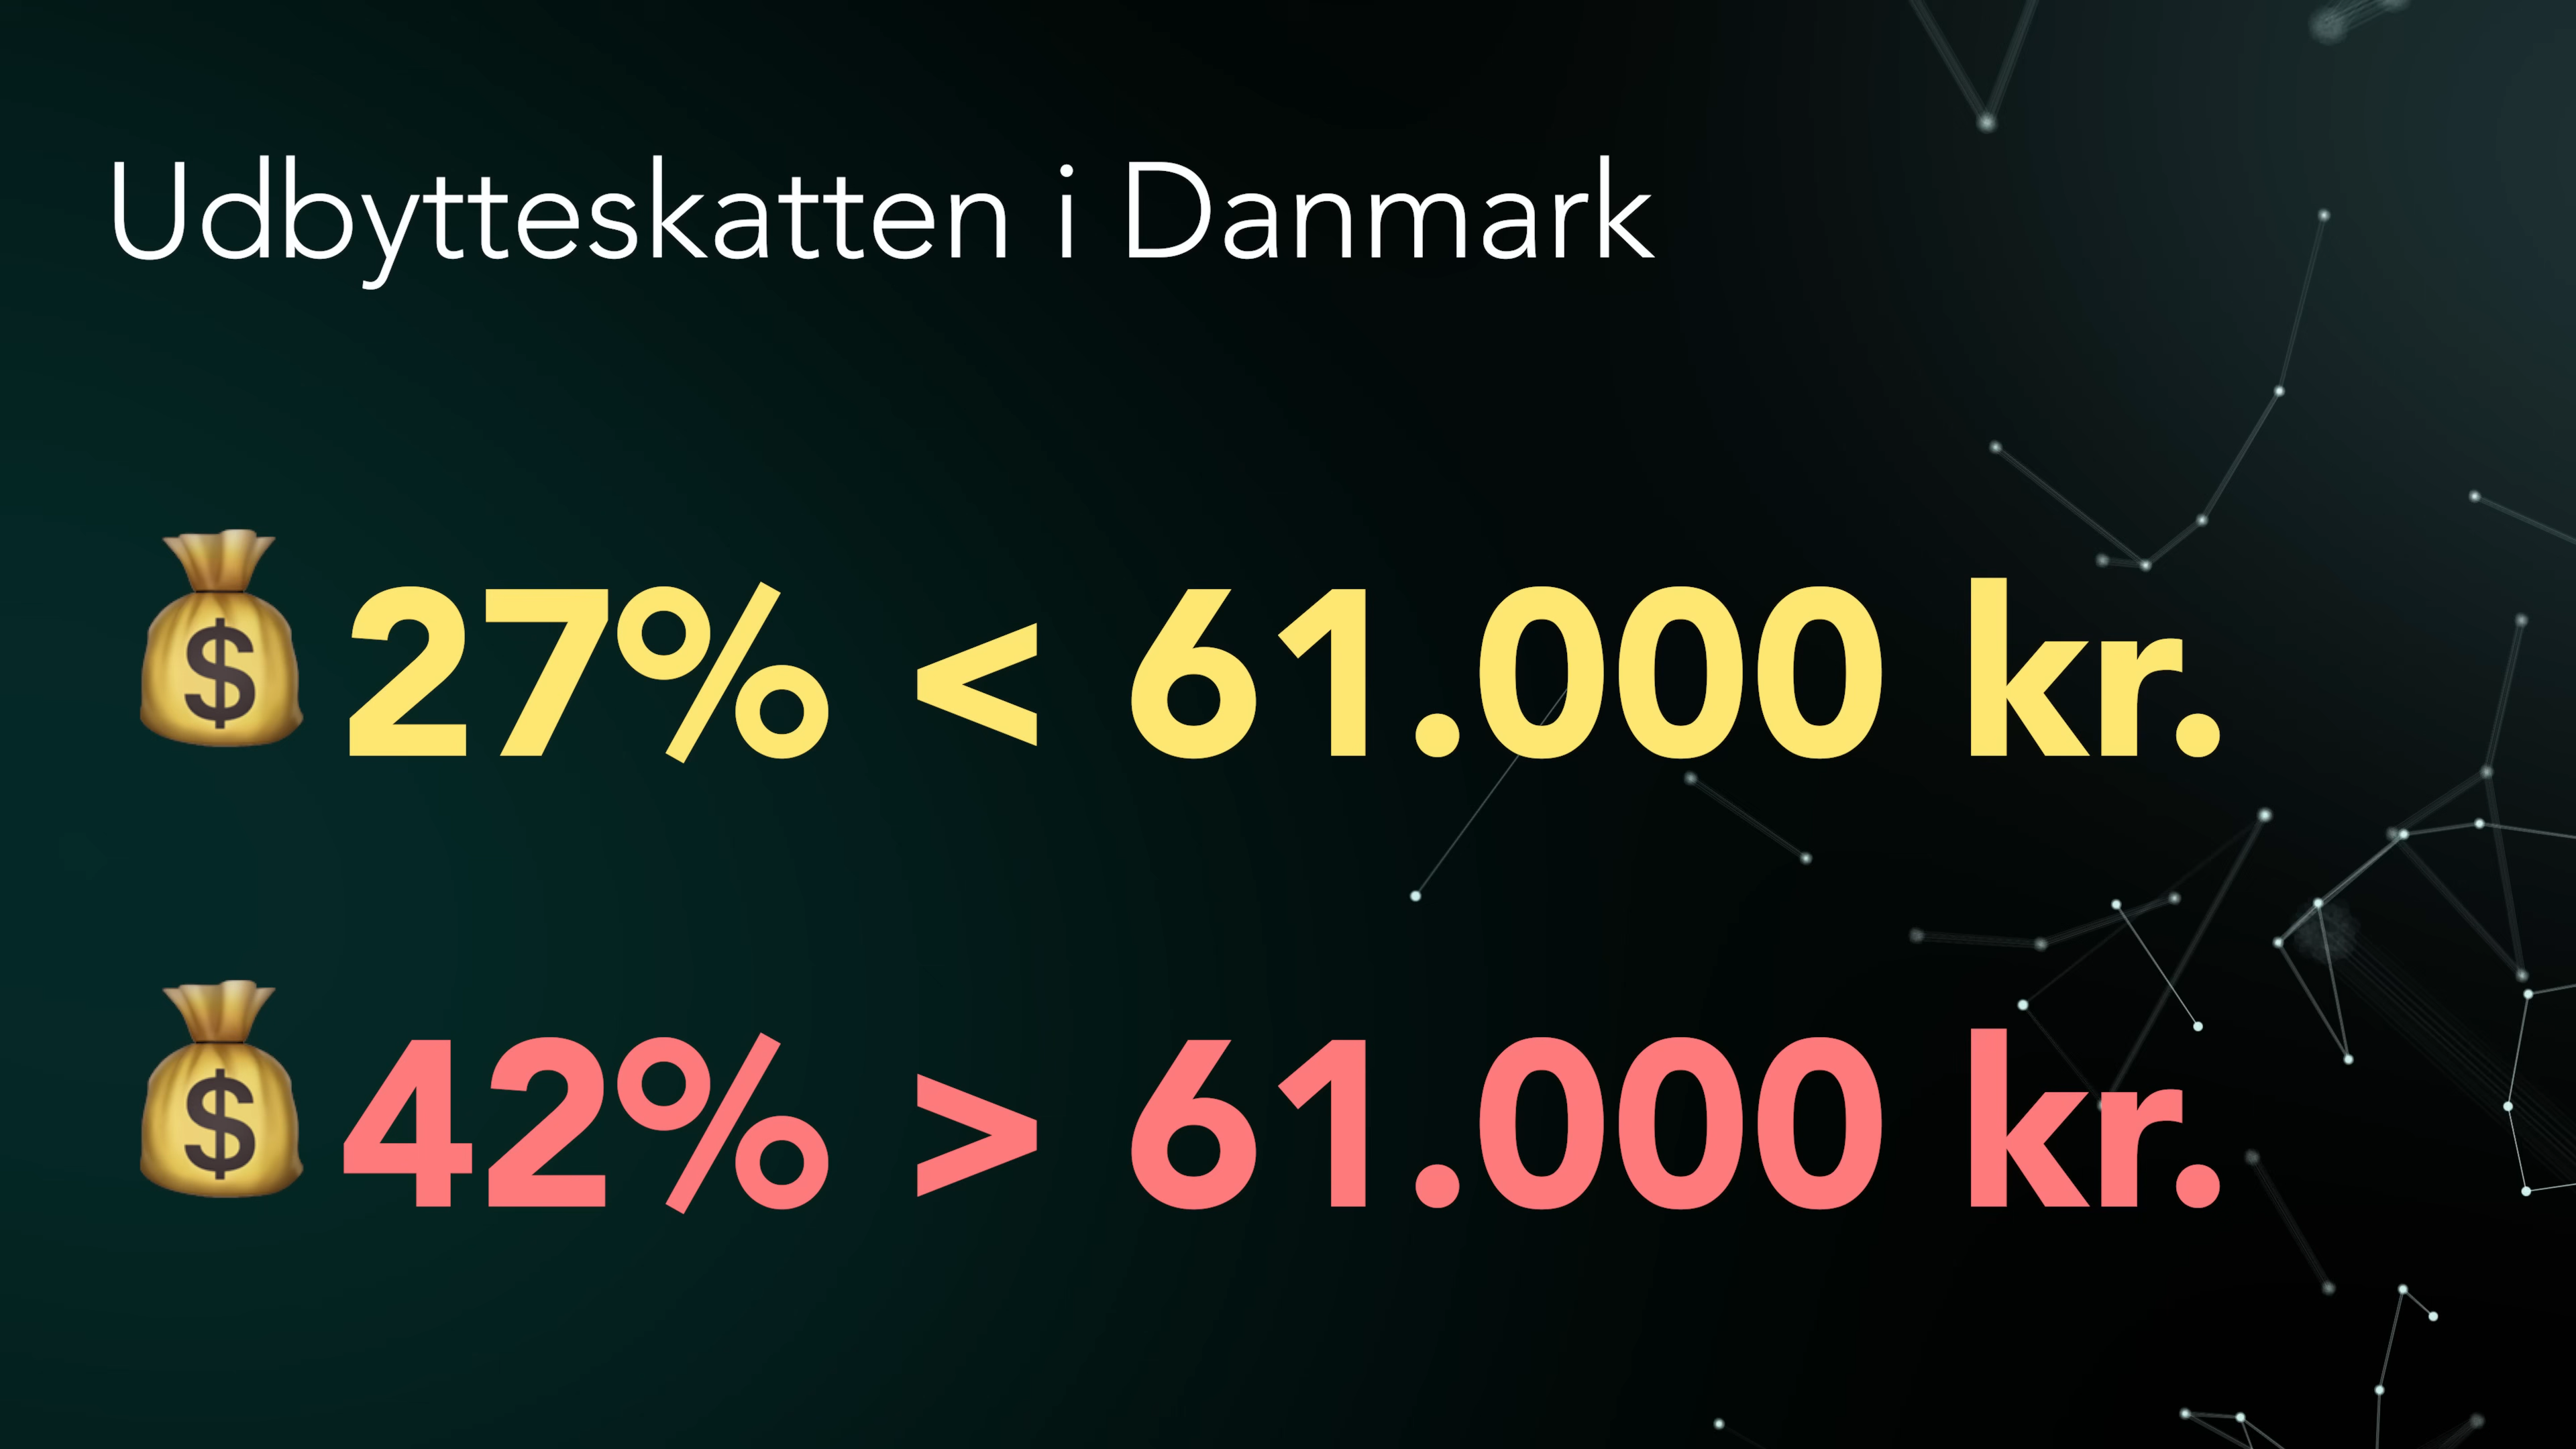 Udbytteskatten i Danmark
💰27% < 61.000 kr.
💰42% > 61.000 kr.